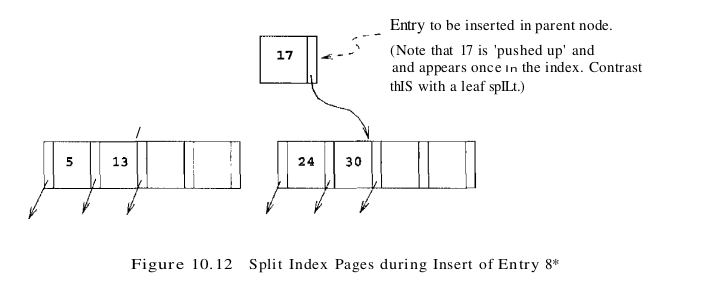 Entry to be inserted in parent node.
17
(Note that 17 is 'pushed up' and
and appears once in the index. Contrast
thIS with a leaf spILt.)
5 13 24 30
Figure 10.12 Split Index Pages during Insert of Entry 8*